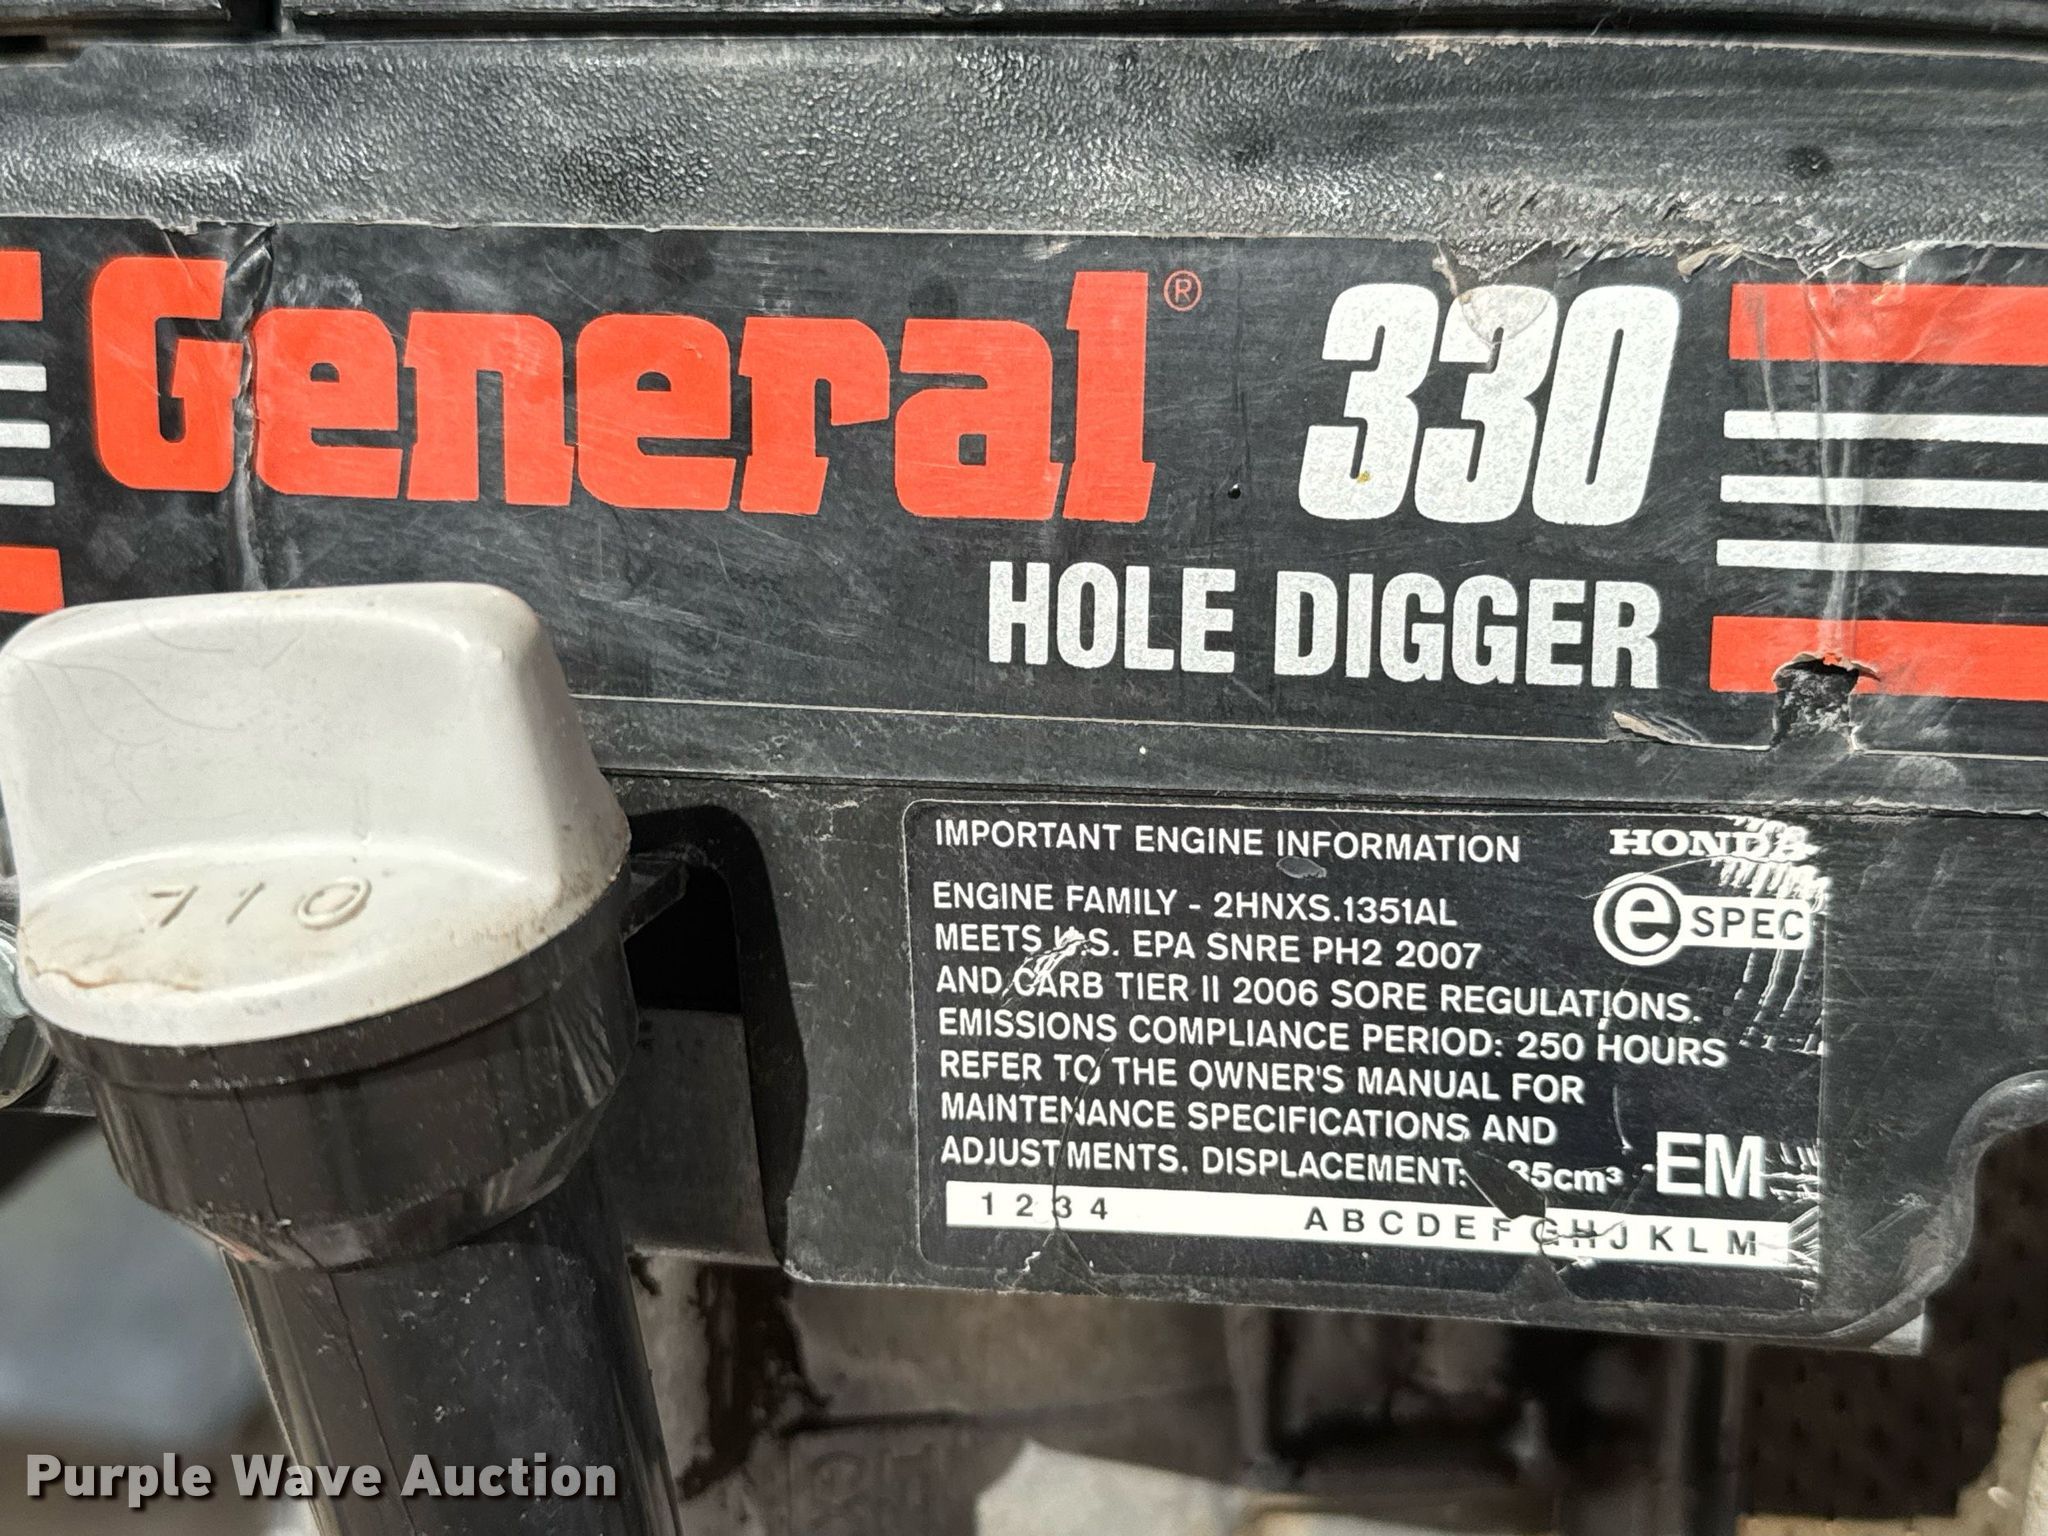 General® 330
HOLE DIGGER
710
IMPORTANT ENGINE INFORMATION
HONDA
ENGINE FAMILY - 2HNXS.1351AL
e SPEC
MEETS U.S. EPA SNRE PH2 2007
AND CARB TIER II 2006 SORE REGULATIONS.
EMISSIONS COMPLIANCE PERIOD: 250 HOURS
REFER TO THE OWNER'S MANUAL FOR
MAINTENANCE SPECIFICATIONS AND
ADJUSTMENTS. DISPLACEMENT: 35cm³ EM
1 2 3 4 A B C D E F G H J K L M
Purple Wave Auction